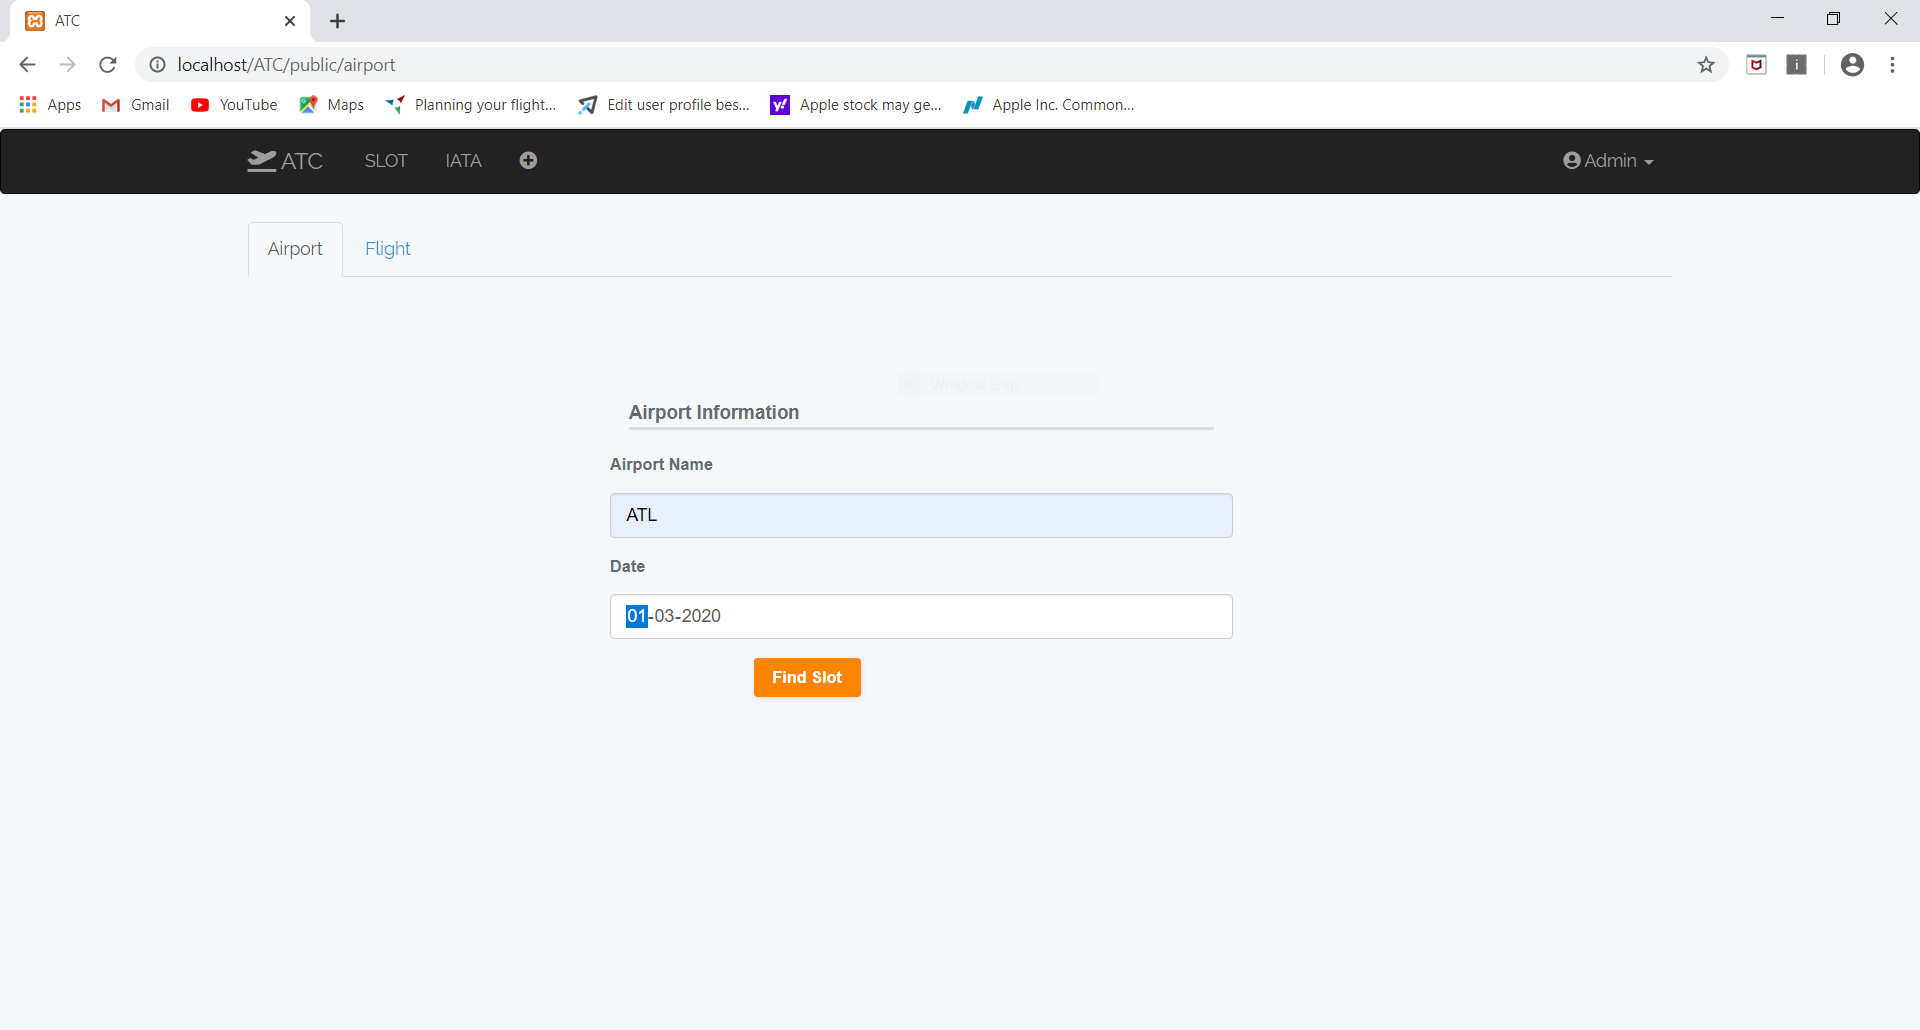 ATC
localhost/ATC/public/airport
Apps Gmail YouTube Maps Planning your flight... Edit user profile bes... Apple stock may ge... Apple Inc. Common...
ATC SLOT IATA Admin
Airport Flight
Window Snip
Airport Information
Airport Name
ATL
Date
01-03-2020
Find Slot